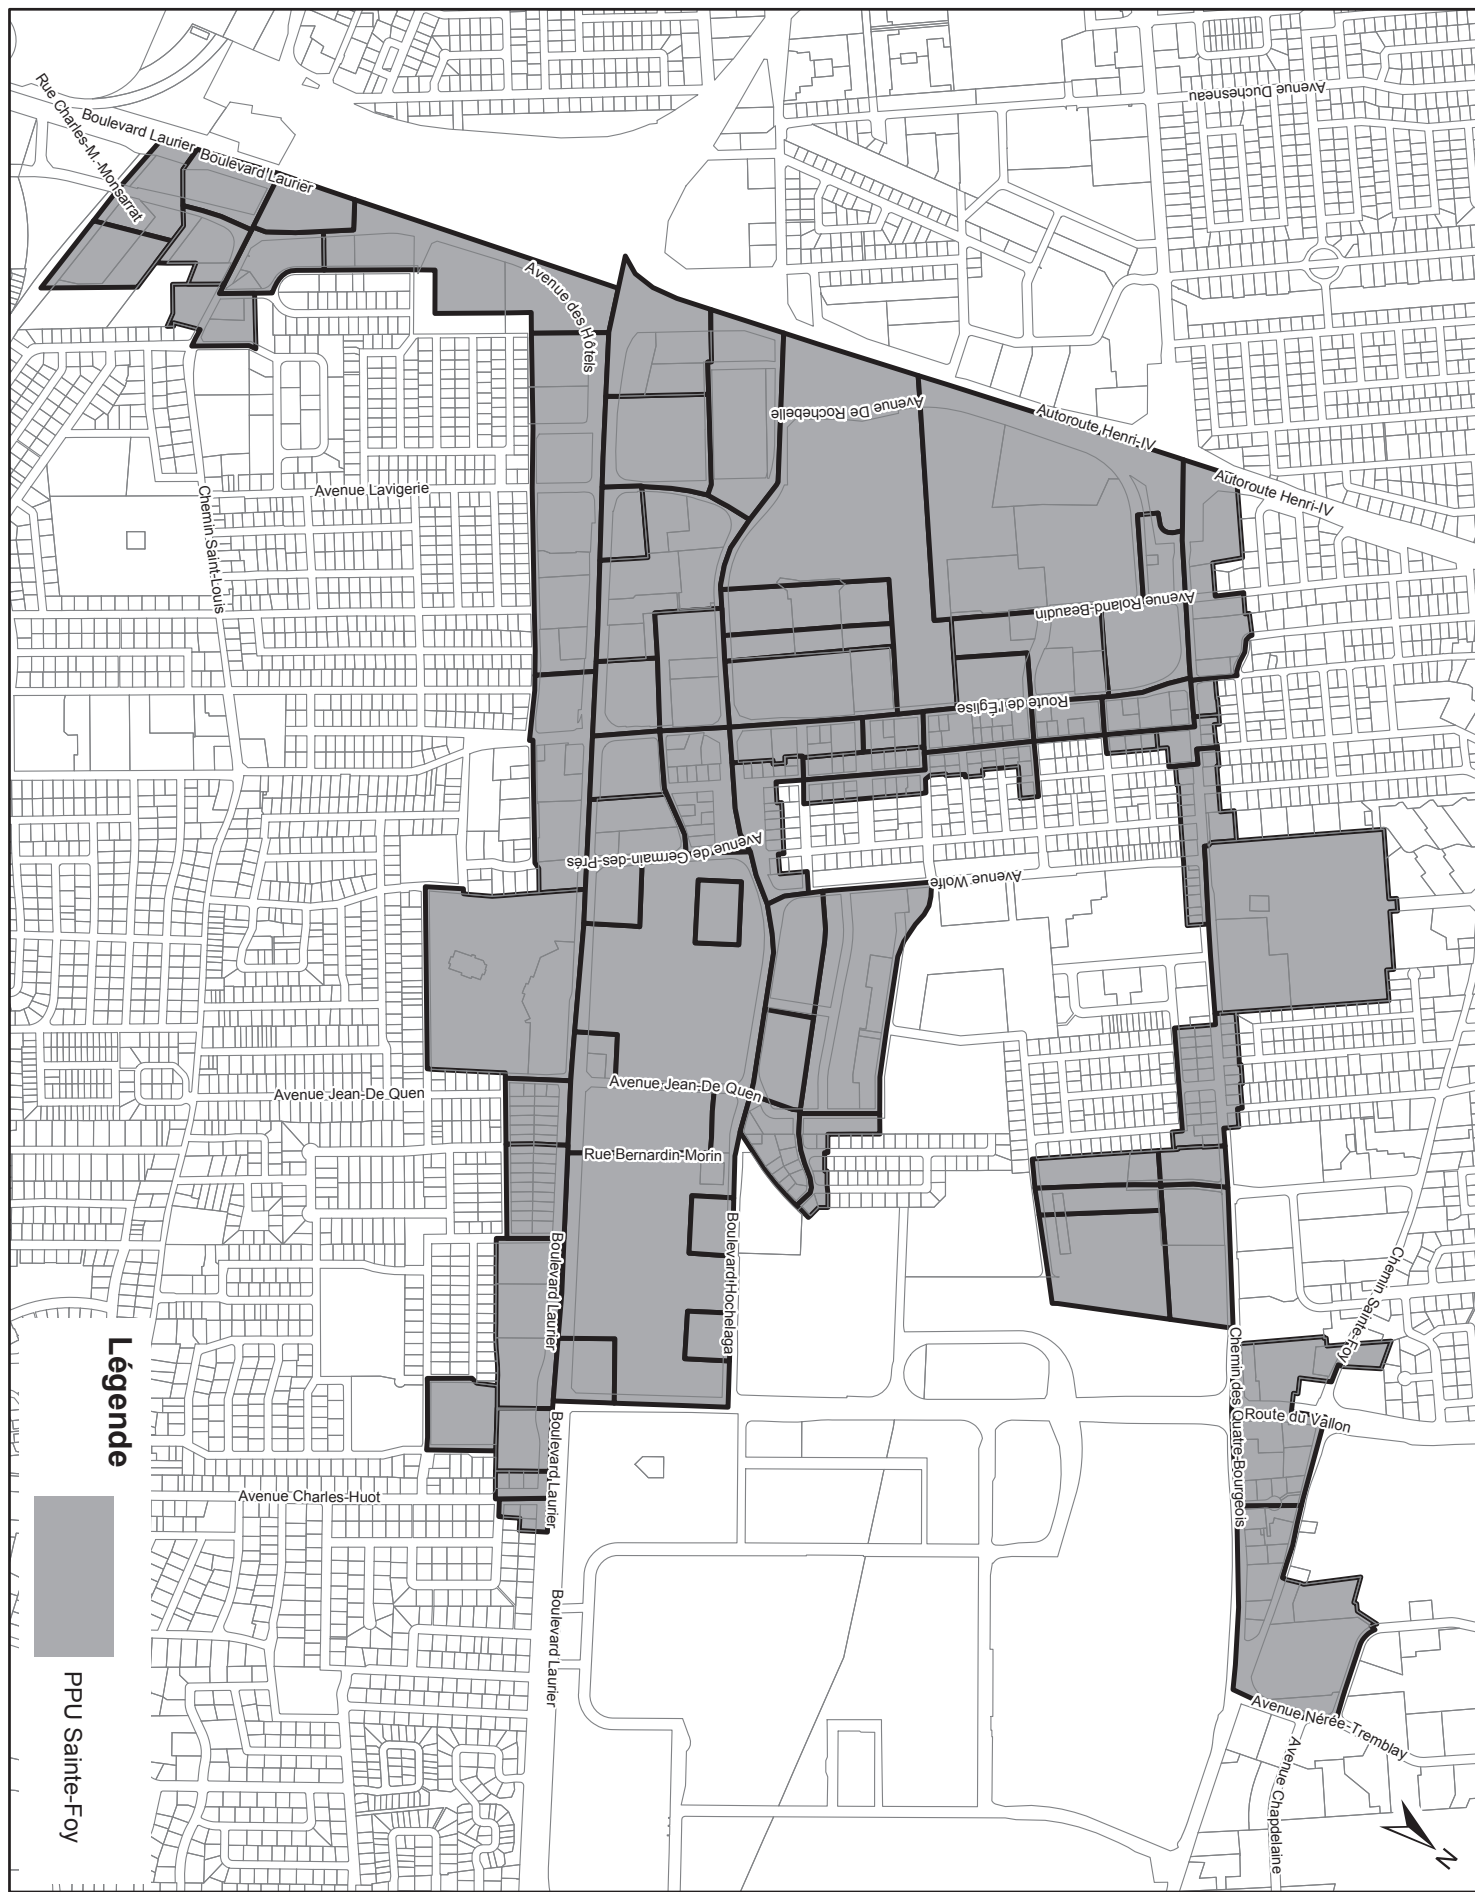 Avenue Duchesneau
Rue Charles-M.-Monsarrat
Boulevard Laurier
Boulevard Laurier
Avenue des Hôtels
Avenue De Rochebelle
Autoroute Henri-IV
Autoroute Henri-IV
Avenue Lavigerie
Chemin Saint-Louis
Avenue Roland-Beaudin
Route de l'Église
Avenue de Germain-des-Prés
Avenue Wolfe
Avenue Jean-De Quen
Avenue Jean-De Quen
Rue Bernardin-Morin
Boulevard Hochelaga
Boulevard Laurier
Chemin Sainte-Foy
Chemin des Quatre-Bourgeois
Route du Vallon
Boulevard Laurier
Avenue Charles-Huot
Boulevard Laurier
Avenue Nérée-Tremblay
Avenue Chapdelaine
N
Légende
PPU Sainte-Foy